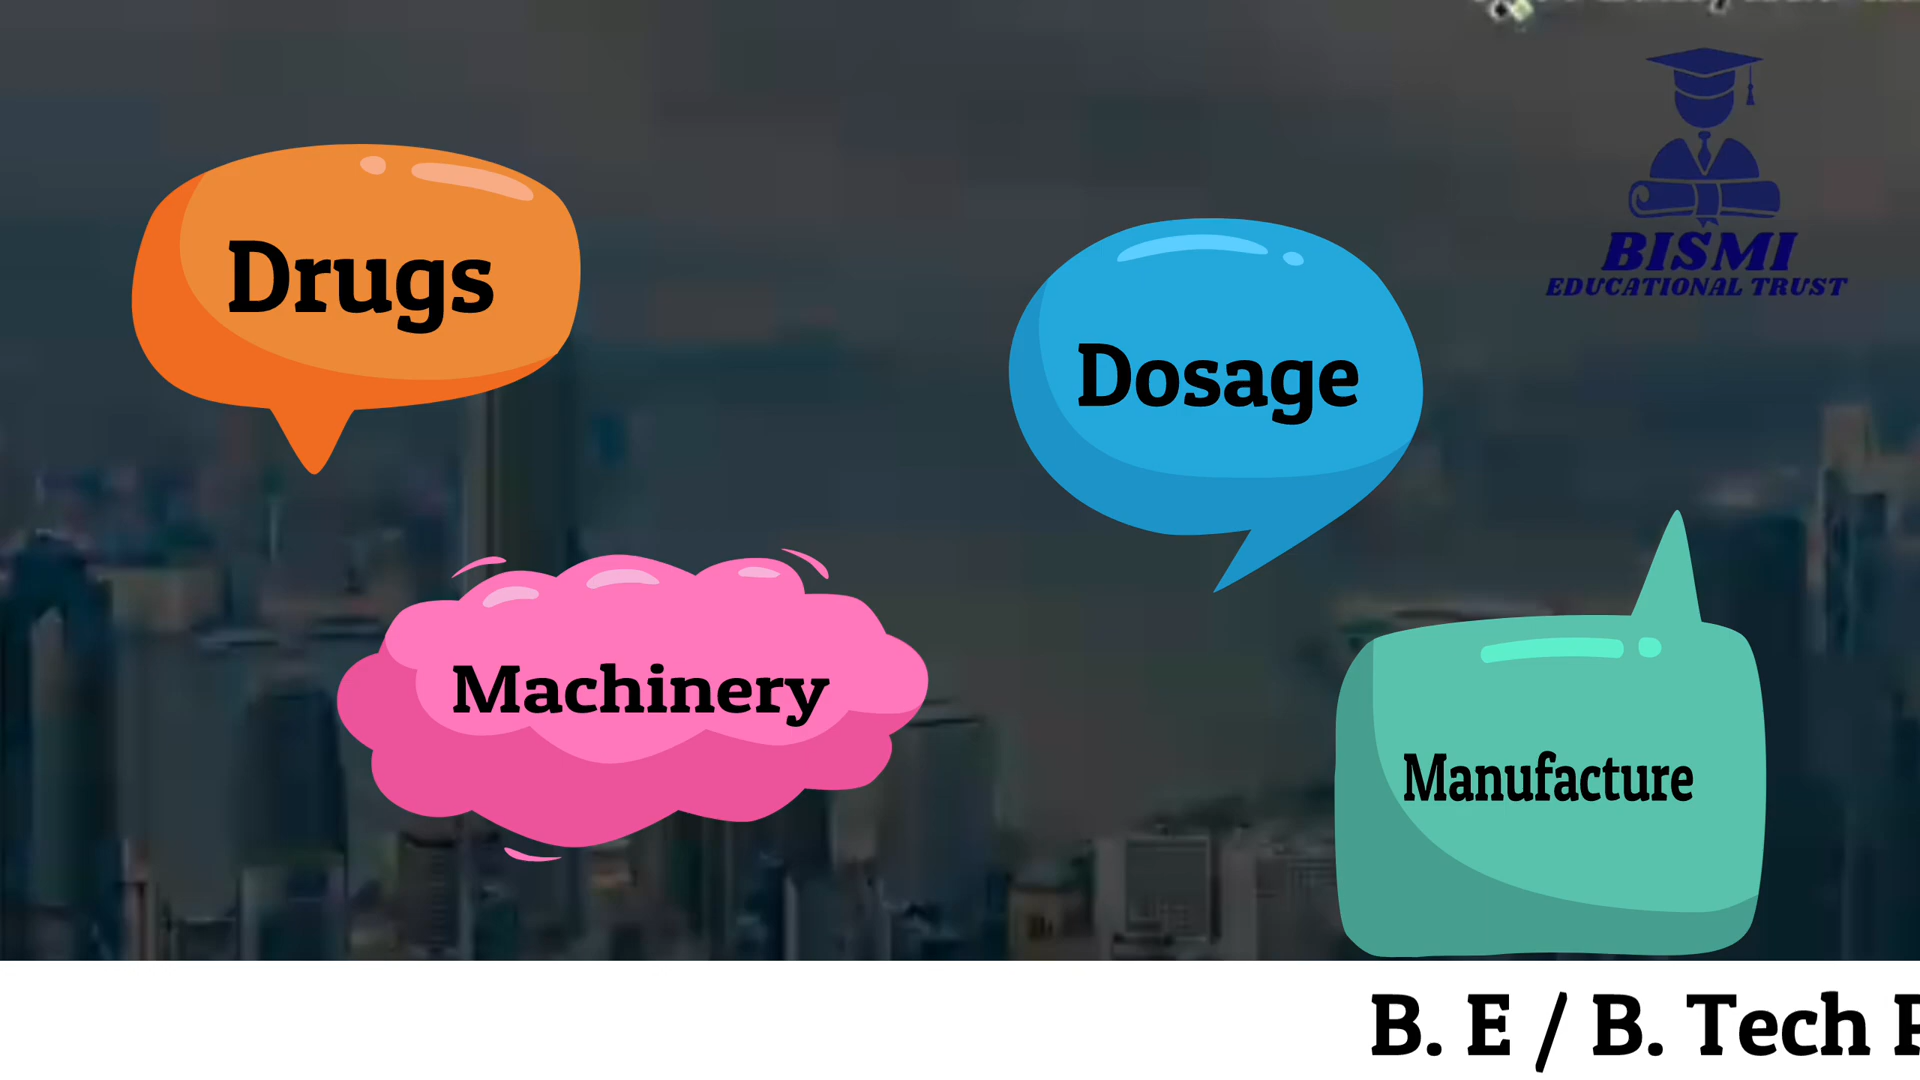 BISMI
EDUCATIONAL TRUST
Drugs
Dosage
Machinery
Manufacture
B. E / B. Tech